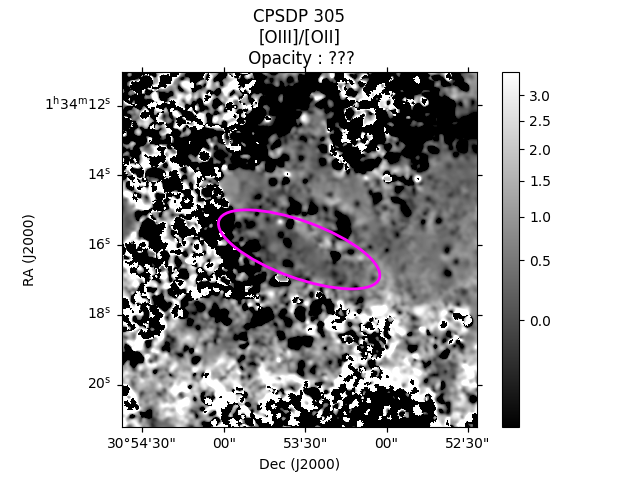 CPSDP 305
[OIII]/[OII]
Opacity : ???
1ʰ34ᵐ12ˢ
14ˢ
16ˢ
18ˢ
20ˢ
RA (J2000)
30°54'30" 00" 53'30" 00" 52'30"
Dec (J2000)
3.0
2.5
2.0
1.5
1.0
0.5
0.0